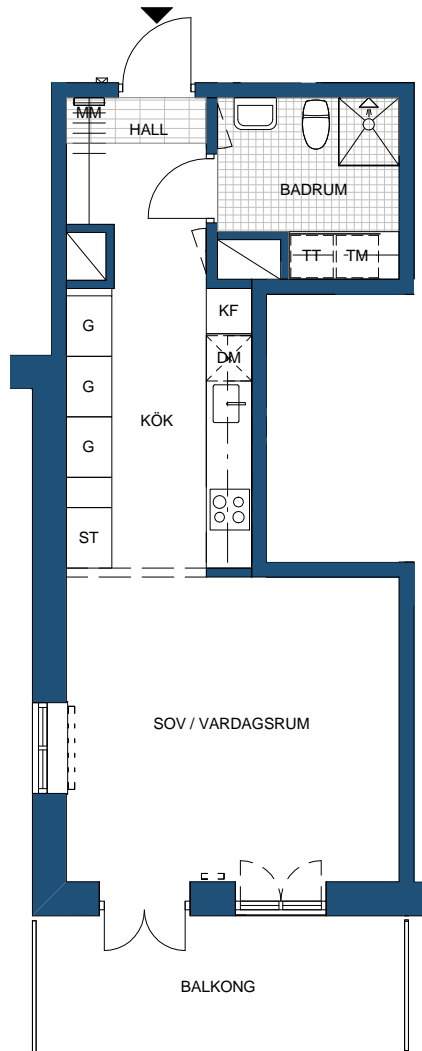 MM
HALL
BADRUM
TT
TM
KF
G
DM
G
KÖK
G
ST
SOV / VARDAGSRUM
BALKONG